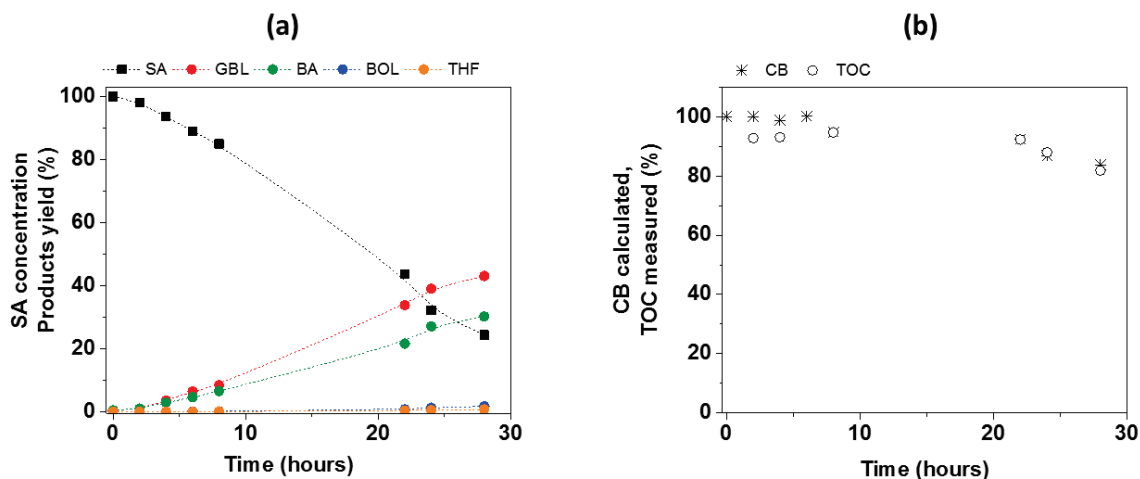 (a)
SA GBL BA BOL THF
SA concentration
Products yield (%)
100
80
60
40
20
0
0 10 20 30
Time (hours)
(b)
CB TOC
CB calculated,
TOC measured (%)
100
80
60
40
20
0
0 10 20 30
Time (hours)